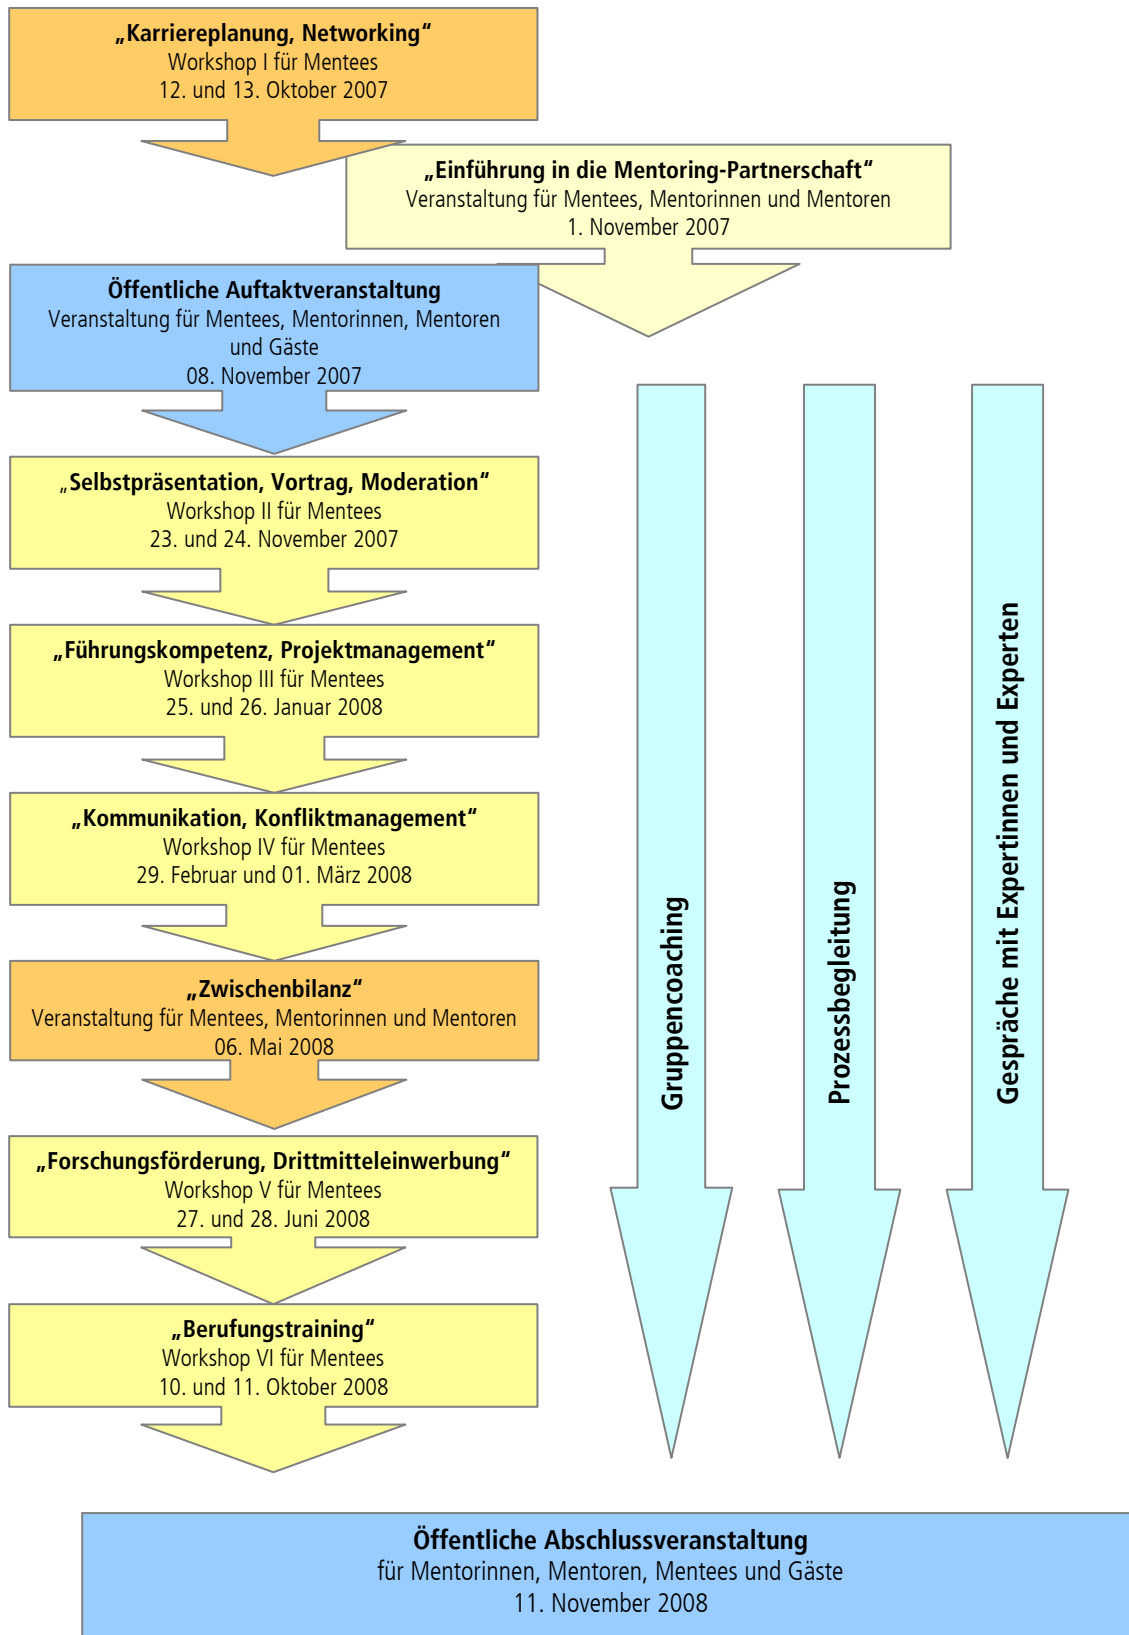 „Karriereplanung, Networking“
Workshop I für Mentees
12. und 13. Oktober 2007
„Einführung in die Mentoring-Partnerschaft“
Veranstaltung für Mentees, Mentorinnen und Mentoren
1. November 2007
Öffentliche Auftaktveranstaltung
Veranstaltung für Mentees, Mentorinnen, Mentoren
und Gäste
08. November 2007
„Selbstpräsentation, Vortrag, Moderation“
Workshop II für Mentees
23. und 24. November 2007
„Führungskompetenz, Projektmanagement“
Workshop III für Mentees
25. und 26. Januar 2008
„Kommunikation, Konfliktmanagement“
Workshop IV für Mentees
29. Februar und 01. März 2008
„Zwischenbilanz“
Veranstaltung für Mentees, Mentorinnen und Mentoren
06. Mai 2008
„Forschungsförderung, Drittmitteleinwerbung“
Workshop V für Mentees
27. und 28. Juni 2008
„Berufungstraining“
Workshop VI für Mentees
10. und 11. Oktober 2008
Gruppencoaching
Prozessbegleitung
Gespräche mit Expertinnen und Experten
Öffentliche Abschlussveranstaltung
für Mentorinnen, Mentoren, Mentees und Gäste
11. November 2008